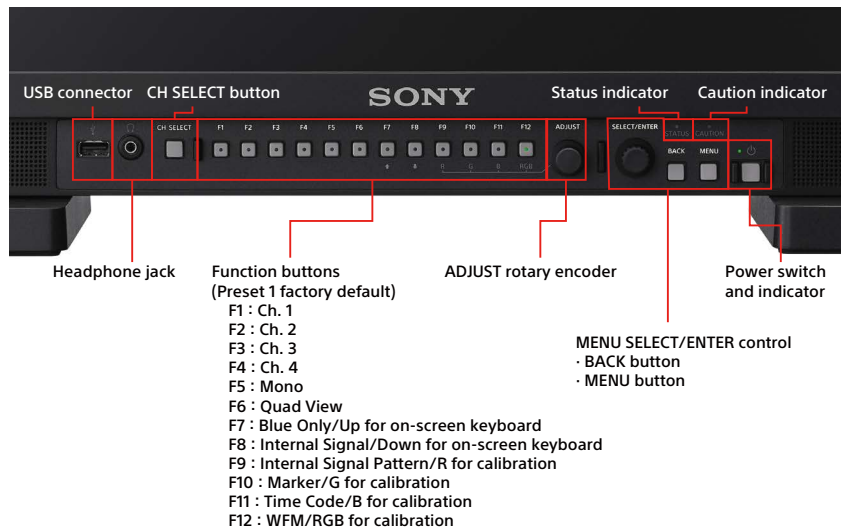 USB connector CH SELECT button SONY Status indicator Caution indicator
CH SELECT F1 F2 F3 F4 F5 F6 F7 F8 F9 F10 F11 F12 ADJUST SELECT/ENTER STATUS CAUTION
BACK MENU
R G B RGB
Headphone jack
Function buttons
(Preset 1 factory default)
F1 : Ch. 1
F2 : Ch. 2
F3 : Ch. 3
F4 : Ch. 4
F5 : Mono
F6 : Quad View
F7 : Blue Only/Up for on-screen keyboard
F8 : Internal Signal/Down for on-screen keyboard
F9 : Internal Signal Pattern/R for calibration
F10 : Marker/G for calibration
F11 : Time Code/B for calibration
F12 : WFM/RGB for calibration
ADJUST rotary encoder
MENU SELECT/ENTER control
· BACK button
· MENU button
Power switch
and indicator